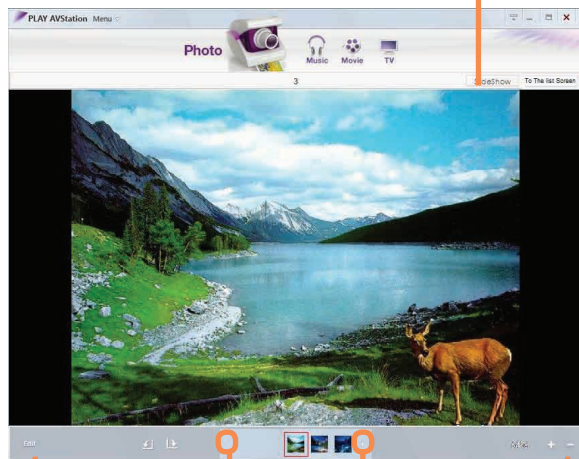 PLAY AVStation Menu
Photo
Music Movie TV
3
SlideShow To The list Screen
Edit